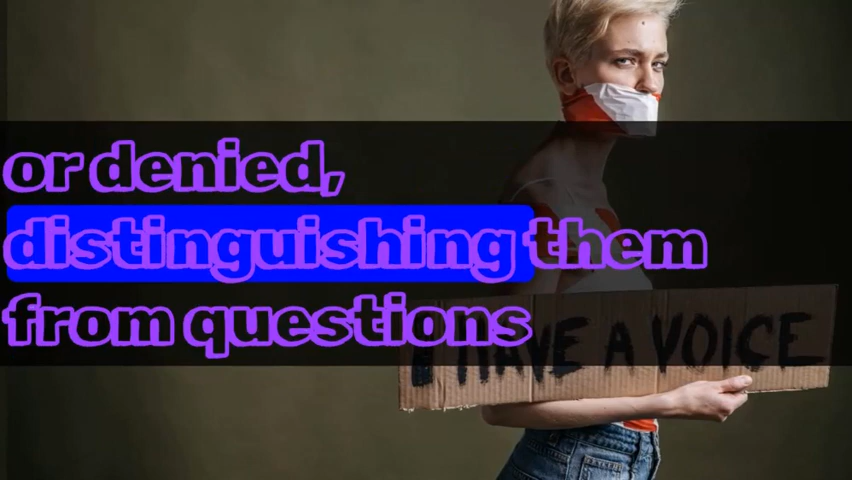 or denied,
distinguishing them
from questions
I HAVE A VOICE